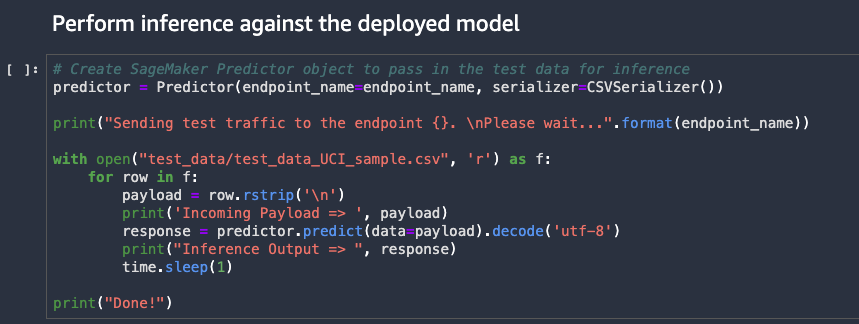 Perform inference against the deployed model
[ ]: # Create SageMaker Predictor object to pass in the test data for inference
predictor = Predictor(endpoint_name=endpoint_name, serializer=CSVSerializer())
print("Sending test traffic to the endpoint {}. \nPlease wait...".format(endpoint_name))
with open("test_data/test_data_UCI_sample.csv", 'r') as f:
    for row in f:
        payload = row.rstrip('\n')
        print('Incoming Payload => ', payload)
        response = predictor.predict(data=payload).decode('utf-8')
        print("Inference Output => ", response)
        time.sleep(1)
print("Done!")